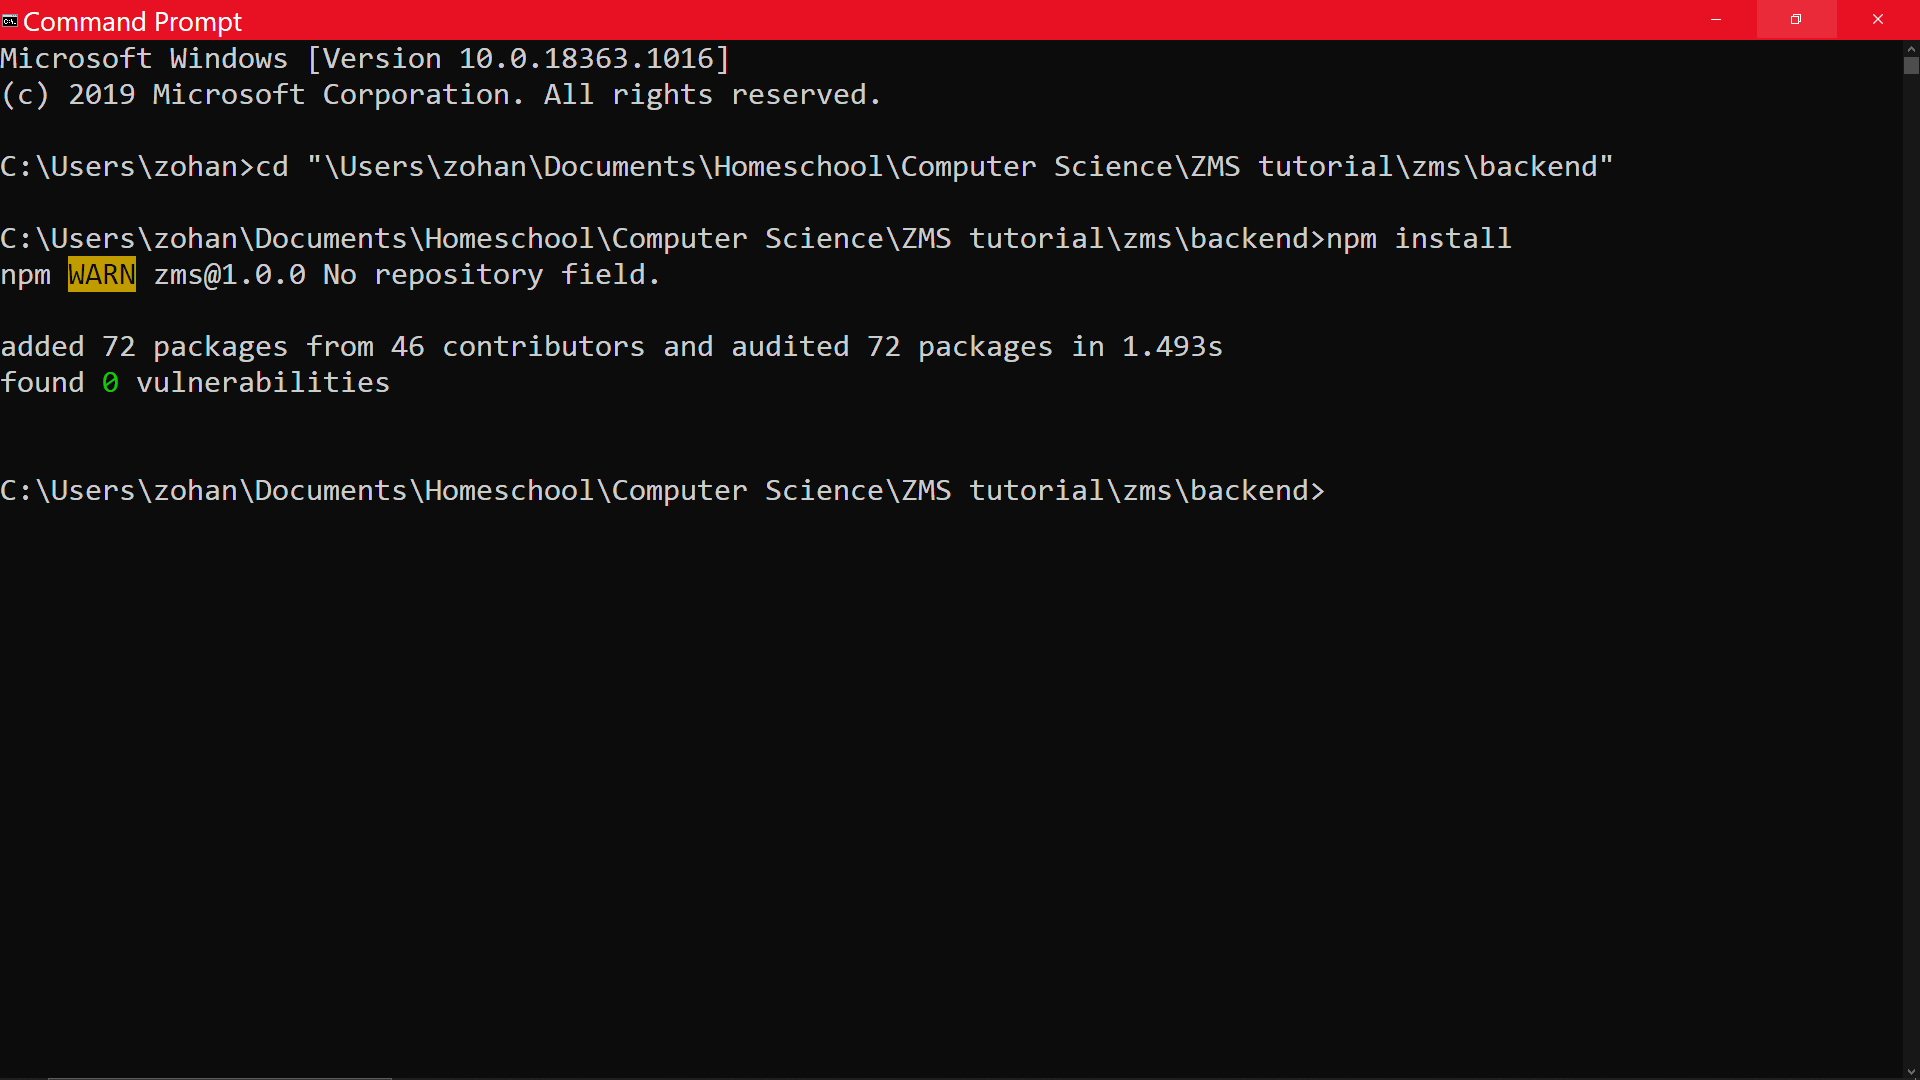 Command Prompt
Microsoft Windows [Version 10.0.18363.1016]
(c) 2019 Microsoft Corporation. All rights reserved.
C:\Users\zohan>cd "\Users\zohan\Documents\Homeschool\Computer Science\ZMS tutorial\zms\backend"
C:\Users\zohan\Documents\Homeschool\Computer Science\ZMS tutorial\zms\backend>npm install
npm WARN zms@1.0.0 No repository field.
added 72 packages from 46 contributors and audited 72 packages in 1.493s
found 0 vulnerabilities
C:\Users\zohan\Documents\Homeschool\Computer Science\ZMS tutorial\zms\backend>